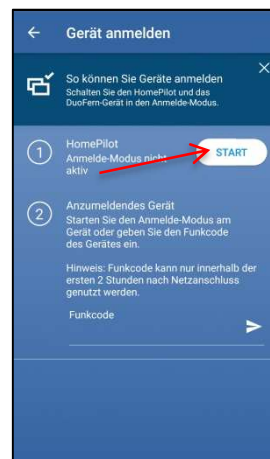 Gerät anmelden
So können Sie Geräte anmelden
Schalten Sie den HomePilot und das
DuoFern-Gerät in den Anmelde-Modus.
1
HomePilot
Anmelde-Modus nicht
aktiv
START
2
Anzumeldendes Gerät
Starten Sie den Anmelde-Modus am
Gerät oder geben Sie den Funkcode
des Gerätes ein.
Hinweis: Funkcode kann nur innerhalb der
ersten 2 Stunden nach Netzanschluss
genutzt werden.
Funkcode